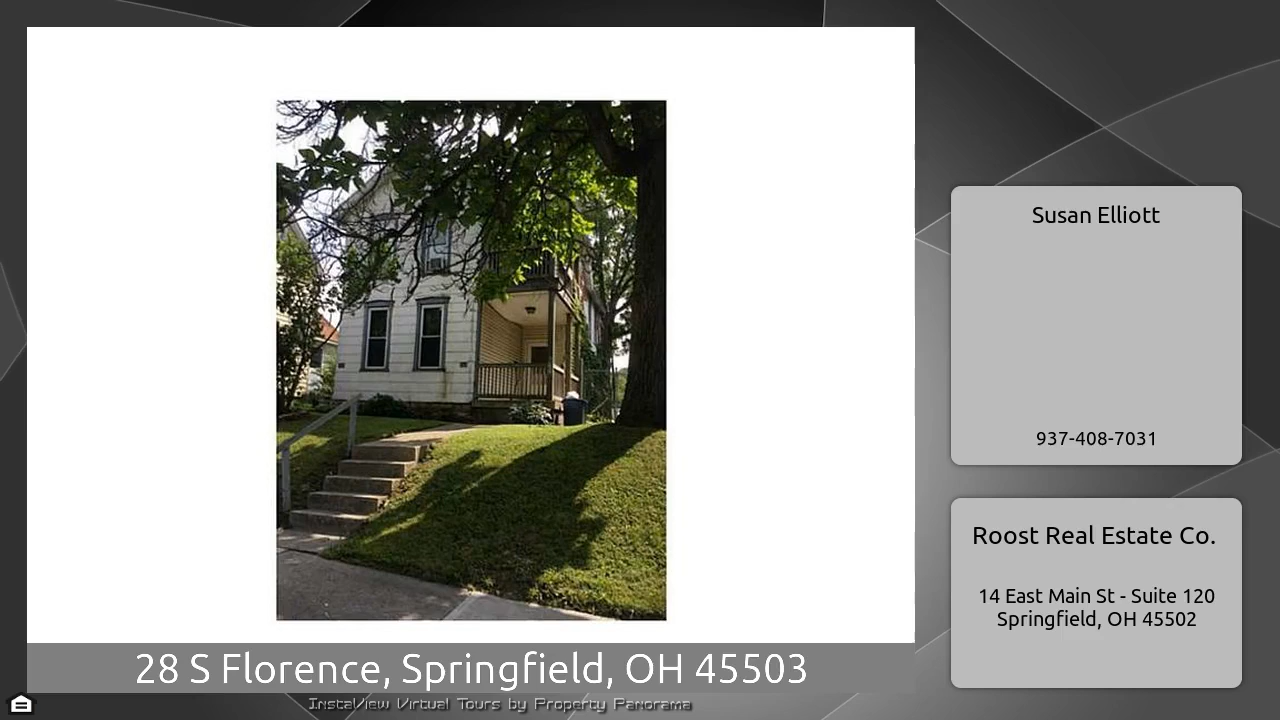 Susan Elliott
937-408-7031
Roost Real Estate Co.
14 East Main St - Suite 120
Springfield, OH 45502
28 S Florence, Springfield, OH 45503
InstaView Virtual Tours by Property Panorama